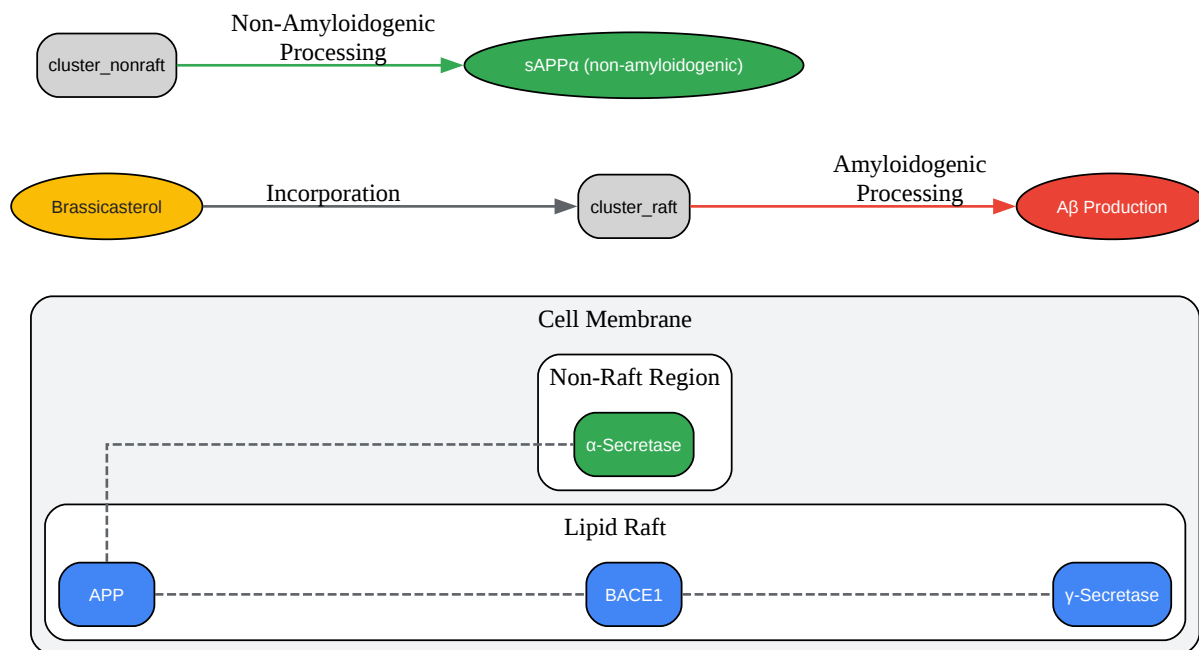 Non-Amyloidogenic
Processing
cluster_nonraft
sAPPα (non-amyloidogenic)
Amyloidogenic
Processing
Incorporation
Brassicasterol
cluster_raft
Aβ Production
Cell Membrane
Non-Raft Region
α-Secretase
Lipid Raft
APP
BACE1
γ-Secretase